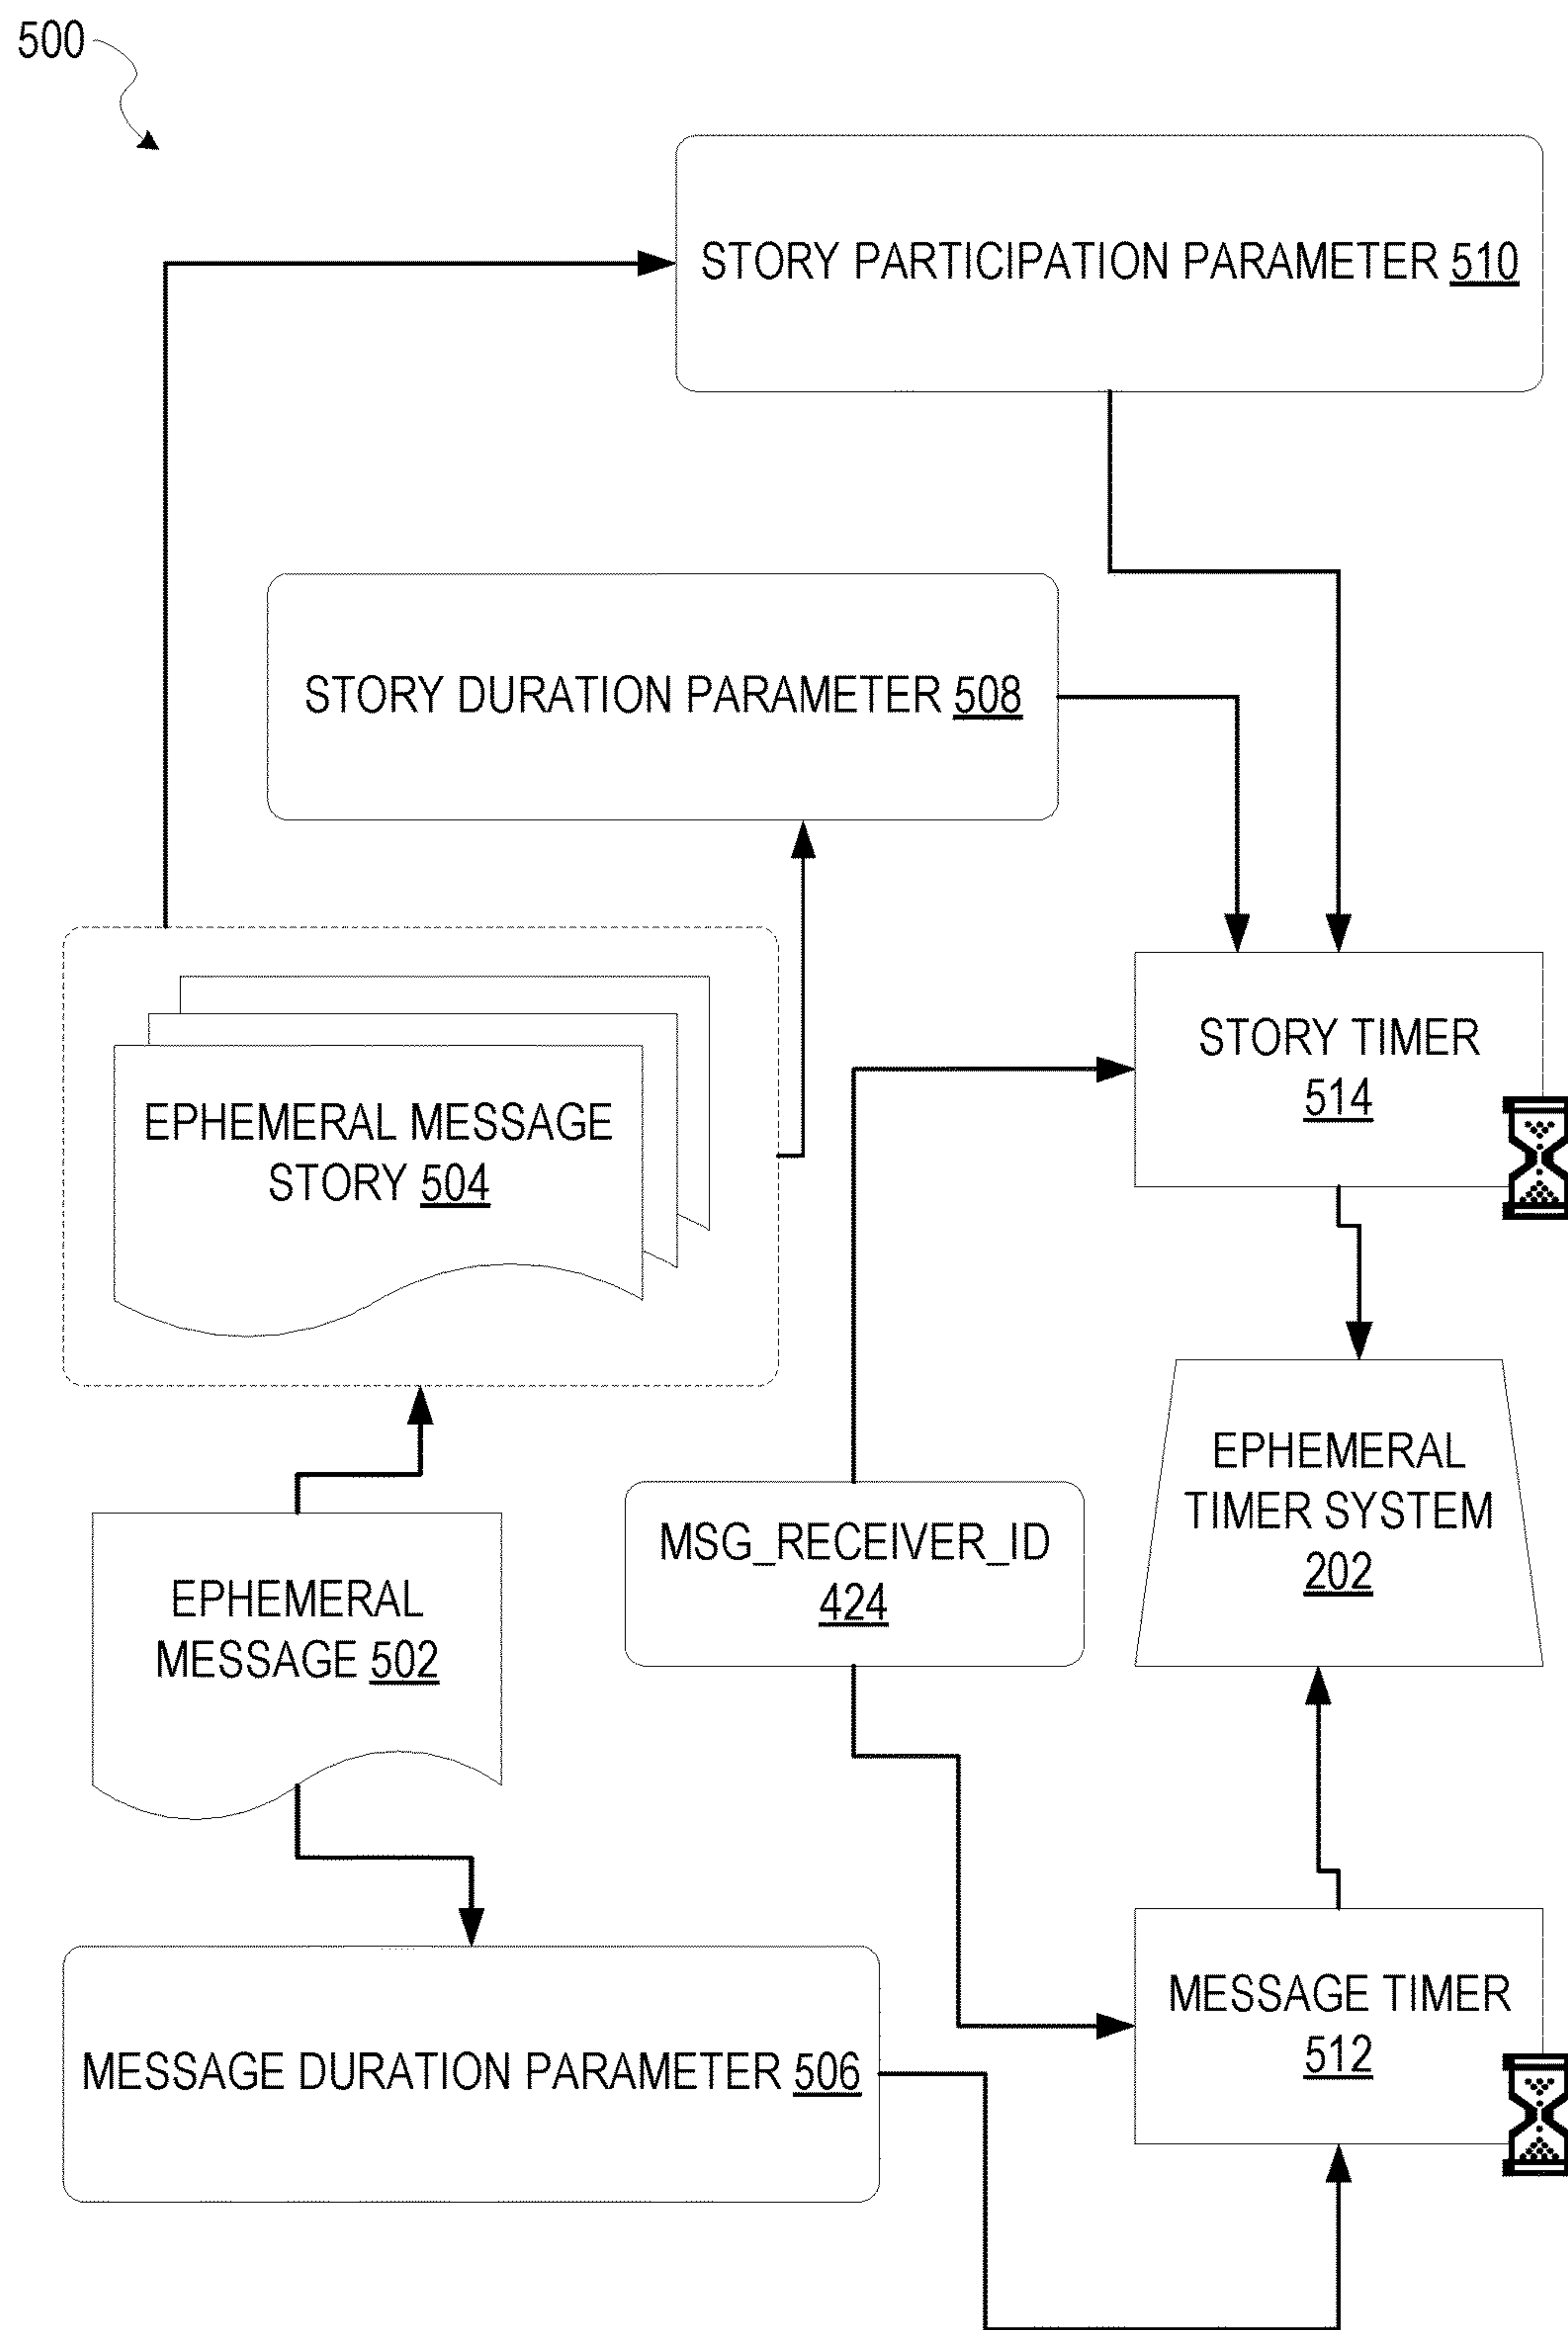 500
STORY PARTICIPATION PARAMETER 510
STORY DURATION PARAMETER 508
EPHEMERAL MESSAGE
STORY 504
STORY TIMER
514
EPHEMERAL
TIMER SYSTEM
202
MSG_RECEIVER_ID
424
EPHEMERAL
MESSAGE 502
MESSAGE TIMER
512
MESSAGE DURATION PARAMETER 506